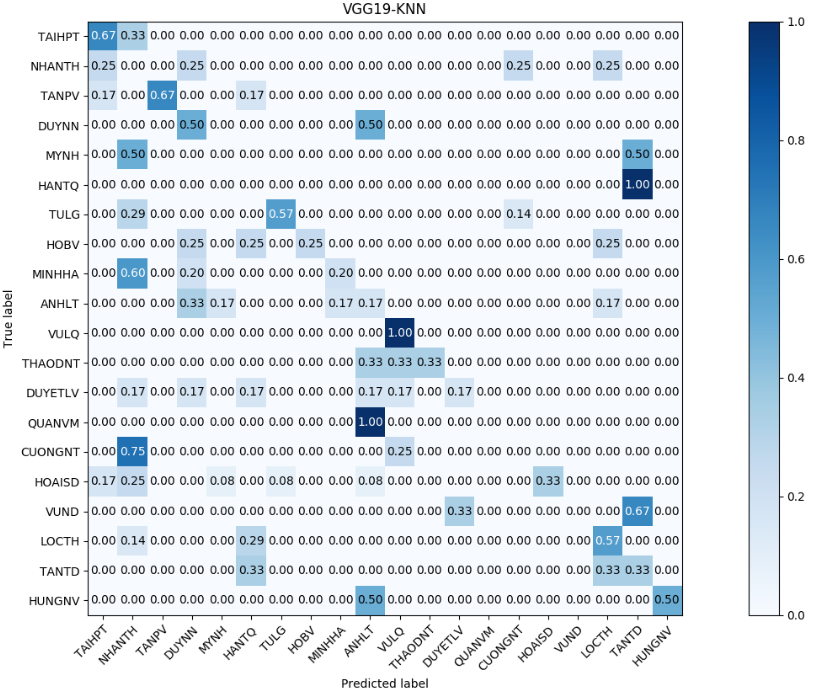 VGG19-KNN
TAIHPT 0.67 0.33 0.00 0.00 0.00 0.00 0.00 0.00 0.00 0.00 0.00 0.00 0.00 0.00 0.00 0.00 0.00 0.00 0.00 0.00
NHANTH 0.25 0.00 0.00 0.25 0.00 0.00 0.00 0.00 0.00 0.00 0.00 0.00 0.00 0.00 0.25 0.00 0.00 0.25 0.00 0.00
TANPV 0.17 0.00 0.67 0.00 0.00 0.17 0.00 0.00 0.00 0.00 0.00 0.00 0.00 0.00 0.00 0.00 0.00 0.00 0.00 0.00
DUYNN 0.00 0.00 0.00 0.50 0.00 0.00 0.00 0.00 0.00 0.50 0.00 0.00 0.00 0.00 0.00 0.00 0.00 0.00 0.00 0.00
MYNH 0.00 0.50 0.00 0.00 0.00 0.00 0.00 0.00 0.00 0.00 0.00 0.00 0.00 0.00 0.00 0.00 0.00 0.00 0.50 0.00
HANTQ 0.00 0.00 0.00 0.00 0.00 0.00 0.00 0.00 0.00 0.00 0.00 0.00 0.00 0.00 0.00 0.00 0.00 0.00 1.00 0.00
TULG 0.00 0.29 0.00 0.00 0.00 0.00 0.57 0.00 0.00 0.00 0.00 0.00 0.00 0.00 0.14 0.00 0.00 0.00 0.00 0.00
HOBV 0.00 0.00 0.00 0.25 0.00 0.25 0.00 0.25 0.00 0.00 0.00 0.00 0.00 0.00 0.00 0.00 0.00 0.25 0.00 0.00
MINHHA 0.00 0.60 0.00 0.20 0.00 0.00 0.00 0.00 0.20 0.00 0.00 0.00 0.00 0.00 0.00 0.00 0.00 0.00 0.00 0.00
ANHLT 0.00 0.00 0.00 0.33 0.17 0.00 0.00 0.00 0.17 0.17 0.00 0.00 0.00 0.00 0.00 0.00 0.00 0.17 0.00 0.00
VULQ 0.00 0.00 0.00 0.00 0.00 0.00 0.00 0.00 0.00 0.00 1.00 0.00 0.00 0.00 0.00 0.00 0.00 0.00 0.00 0.00
THAODNT 0.00 0.00 0.00 0.00 0.00 0.00 0.00 0.00 0.00 0.33 0.33 0.33 0.00 0.00 0.00 0.00 0.00 0.00 0.00 0.00
DUYETLV 0.00 0.17 0.00 0.17 0.00 0.17 0.00 0.00 0.00 0.17 0.17 0.00 0.17 0.00 0.00 0.00 0.00 0.00 0.00 0.00
QUANVM 0.00 0.00 0.00 0.00 0.00 0.00 0.00 0.00 0.00 1.00 0.00 0.00 0.00 0.00 0.00 0.00 0.00 0.00 0.00 0.00
CUONGNT 0.00 0.75 0.00 0.00 0.00 0.00 0.00 0.00 0.00 0.00 0.25 0.00 0.00 0.00 0.00 0.00 0.00 0.00 0.00 0.00
HOAISD 0.17 0.25 0.00 0.00 0.08 0.00 0.08 0.00 0.00 0.08 0.00 0.00 0.00 0.00 0.00 0.33 0.00 0.00 0.00 0.00
VUND 0.00 0.00 0.00 0.00 0.00 0.00 0.00 0.00 0.00 0.00 0.00 0.00 0.33 0.00 0.00 0.00 0.00 0.00 0.67 0.00
LOCTH 0.00 0.14 0.00 0.00 0.00 0.29 0.00 0.00 0.00 0.00 0.00 0.00 0.00 0.00 0.00 0.00 0.00 0.57 0.00 0.00
TANTD 0.00 0.00 0.00 0.00 0.00 0.33 0.00 0.00 0.00 0.00 0.00 0.00 0.00 0.00 0.00 0.00 0.00 0.33 0.33 0.00
HUNGNV 0.00 0.00 0.00 0.00 0.00 0.00 0.00 0.00 0.00 0.50 0.00 0.00 0.00 0.00 0.00 0.00 0.00 0.00 0.00 0.50
TAIHPT NHANTH TANPV DUYNN MYNH HANTQ TULG HOBV MINHHA ANHLT VULQ THAODNT DUYETLV QUANVM CUONGNT HOAISD VUND LOCTH TANTD HUNGNV
Predicted label
True label
1.0
0.8
0.6
0.4
0.2
0.0